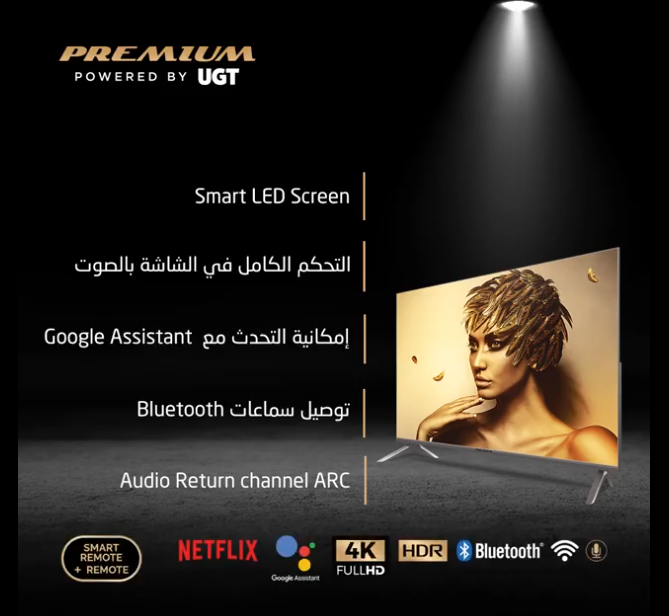 PREMIUM
POWERED BY UGT
Smart LED Screen
التحكم الكامل في الشاشة بالصوت
إمكانية التحدث مع Google Assistant
توصيل سماعات Bluetooth
Audio Return channel ARC
SMART
REMOTE
+ REMOTE
NETFLIX
Google Assistant
4K
FULLHD
HDR
Bluetooth®